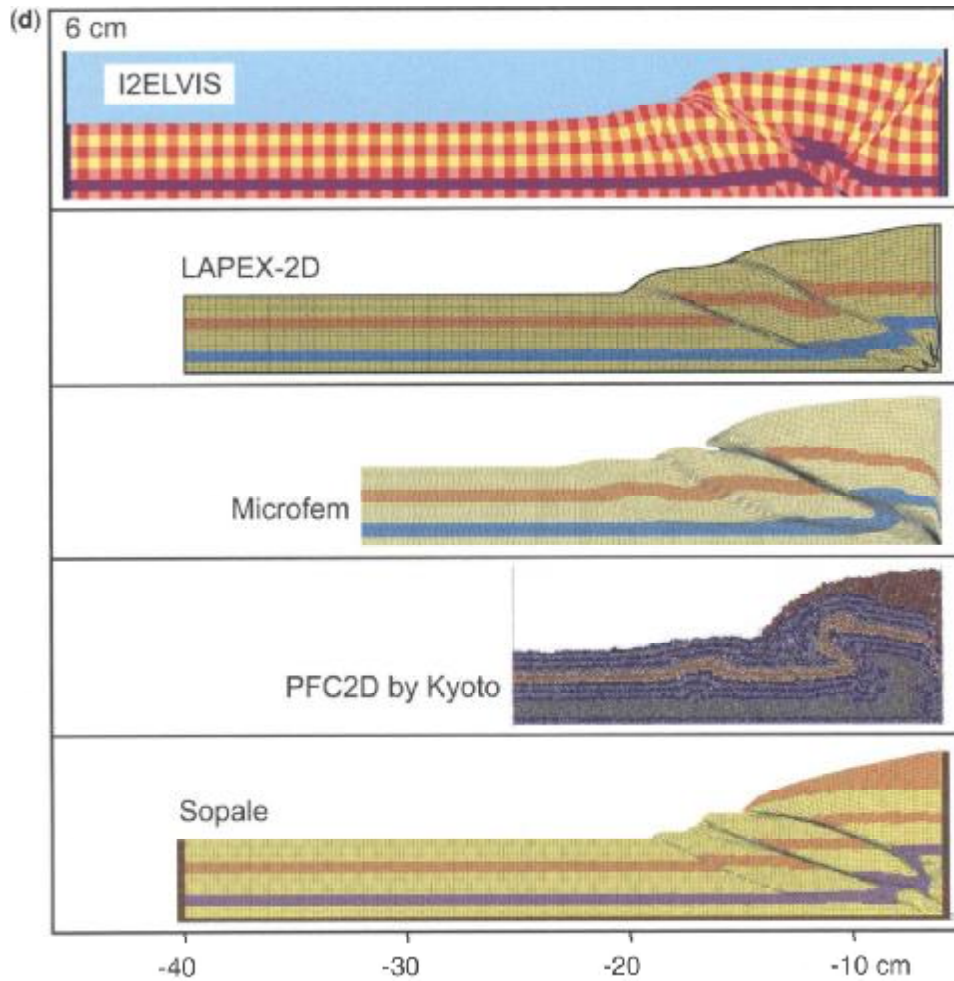 (d)
6 cm
I2ELVIS
LAPEX-2D
Microfem
PFC2D by Kyoto
Sopale
-40 -30 -20 -10 cm